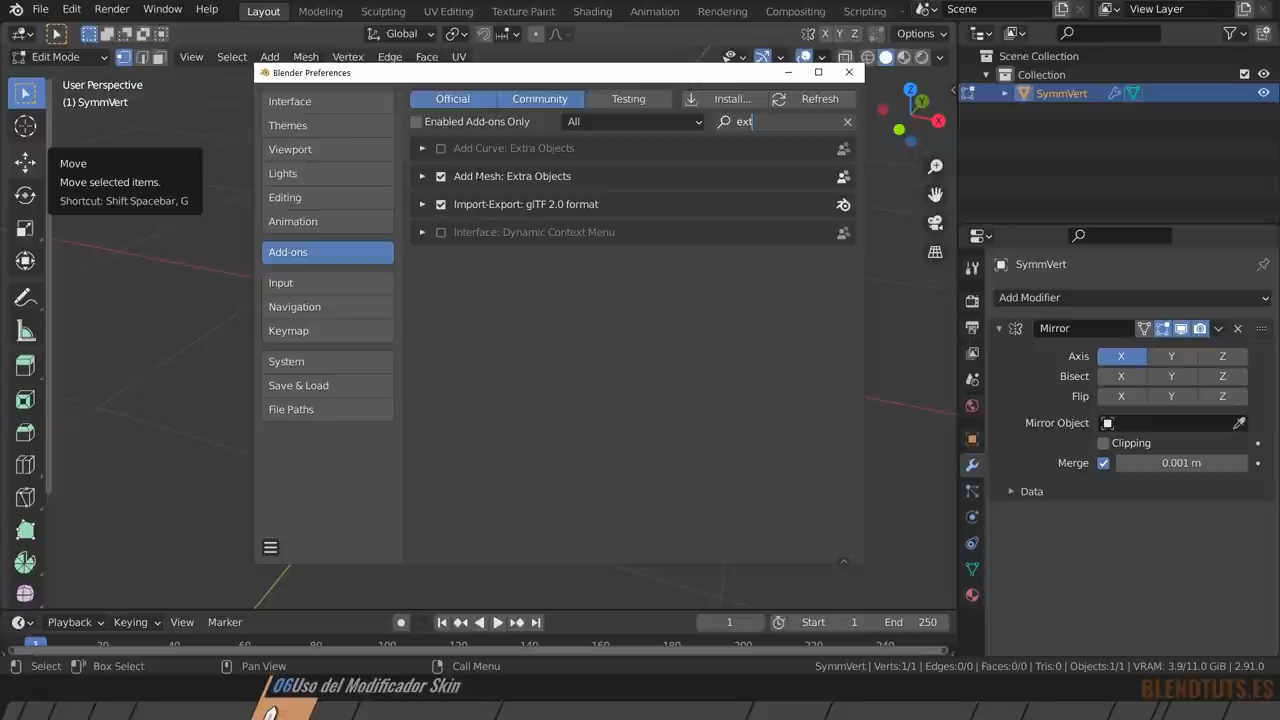 File Edit Render Window Help
Layout Modeling Sculpting UV Editing Texture Paint Shading Animation Rendering Compositing Scripting
Scene View Layer
Global X Y Z Options
Edit Mode View Select Add Mesh Vertex Edge Face UV
Scene Collection
Collection
SymmVert
User Perspective
(1) SymmVert
Move
Move selected items.
Shortcut: Shift Spacebar, G
Blender Preferences
Interface
Themes
Viewport
Lights
Editing
Animation
Add-ons
Input
Navigation
Keymap
System
Save & Load
File Paths
Official Community Testing Install... Refresh
Enabled Add-ons Only All ext
Add Curve: Extra Objects
Add Mesh: Extra Objects
Import-Export: glTF 2.0 format
Interface: Dynamic Context Menu
Z
Y
X
SymmVert
Add Modifier
Mirror
Axis X Y Z
Bisect X Y Z
Flip X Y Z
Mirror Object
Clipping
Merge 0.001 m
Data
Playback Keying View Marker 1 Start 1 End 250
1 20 40 60 80 100 120 140 160 180 200 220 240
Select Box Select Pan View Call Menu SymmVert | Verts:1/1 | Edges:0/0 | Faces:0/0 | Tris:0 | Objects:1/1 | VRAM: 3.9/11.0 GiB | 2.91.0
06Uso del Modificador Skin
BLENDTUTS.ES